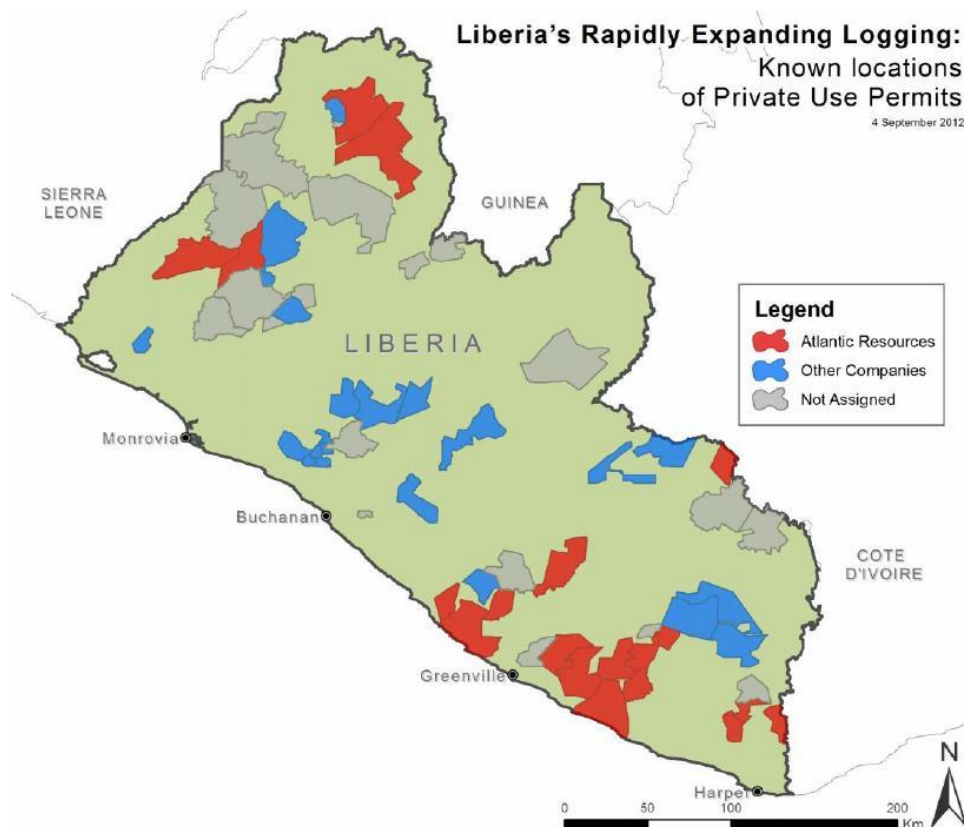 Liberia's Rapidly Expanding Logging:
Known locations
of Private Use Permits
4 September 2012
SIERRA
LEONE
GUINEA
LIBERIA
Legend
Atlantic Resources
Other Companies
Not Assigned
Monrovia
Buchanan
COTE
D'IVOIRE
Greenville
Harper
N
0 50 100 200
Km